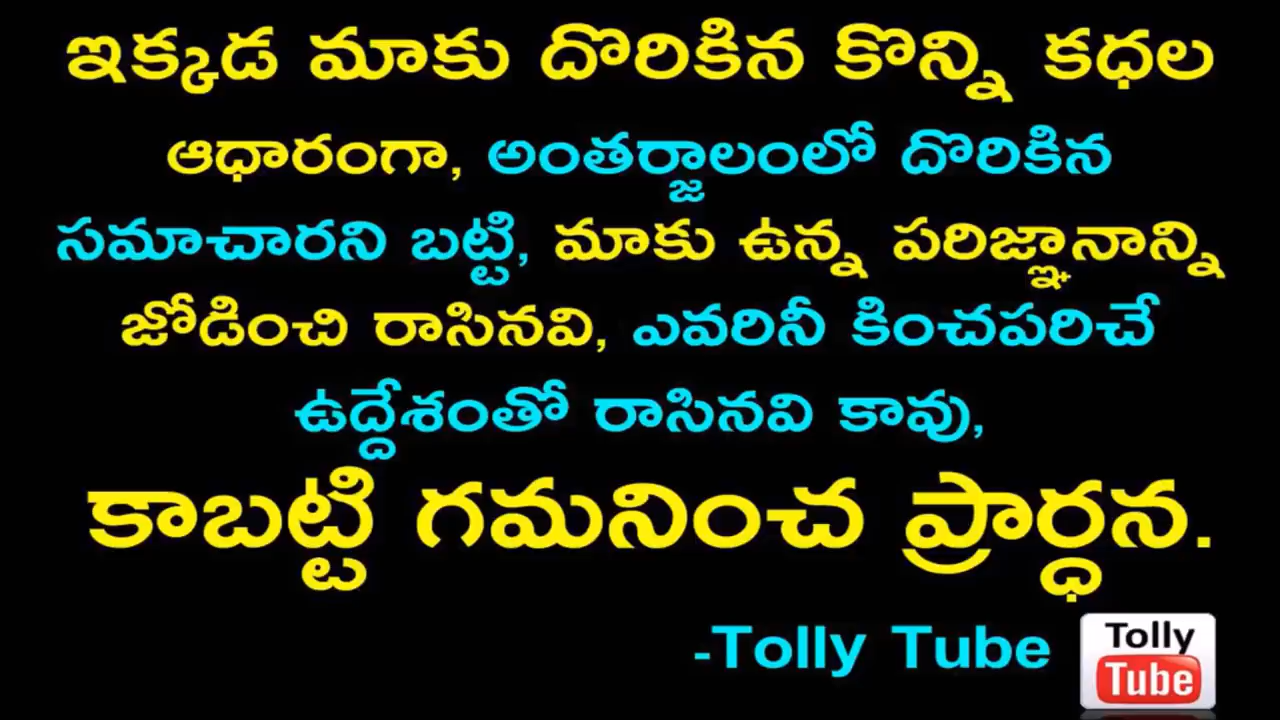 ఇక్కడ మాకు దొరికిన కొన్ని కధల
ఆధారంగా, అంతర్జాలంలో దొరికిన
సమాచారని బట్టి, మాకు ఉన్న పరిజ్ఞానాన్ని
జోడించి రాసినవి, ఎవరినీ కించపరిచే
ఉద్దేశంతో రాసినవి కావు,
కాబట్టి గమనించ ప్రార్ధన.
-Tolly Tube
Tolly
Tube